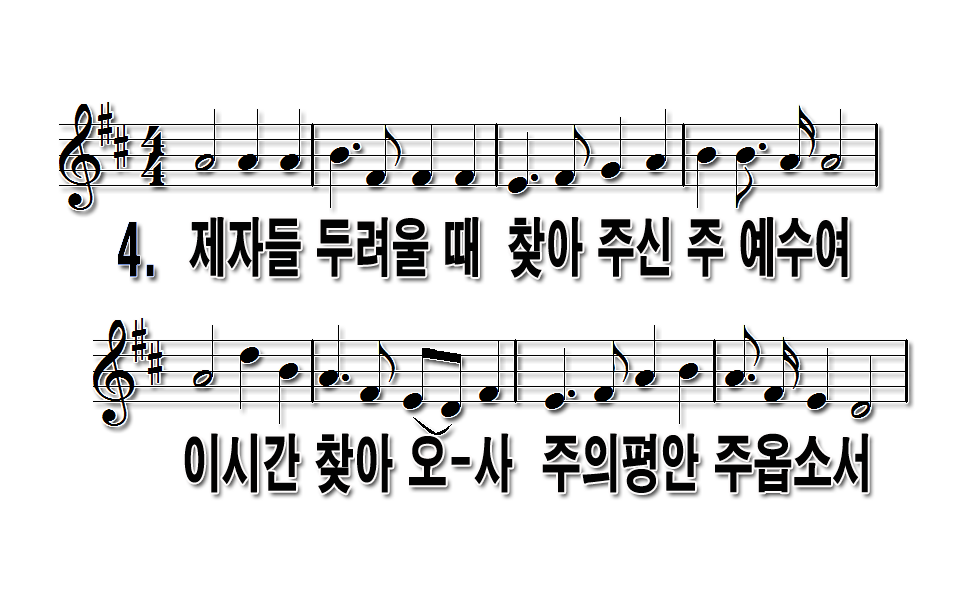 4. 제자들 두려울 때 찾아 주신 주 예수여
이시간 찾아 오-사 주의평안 주옵소서